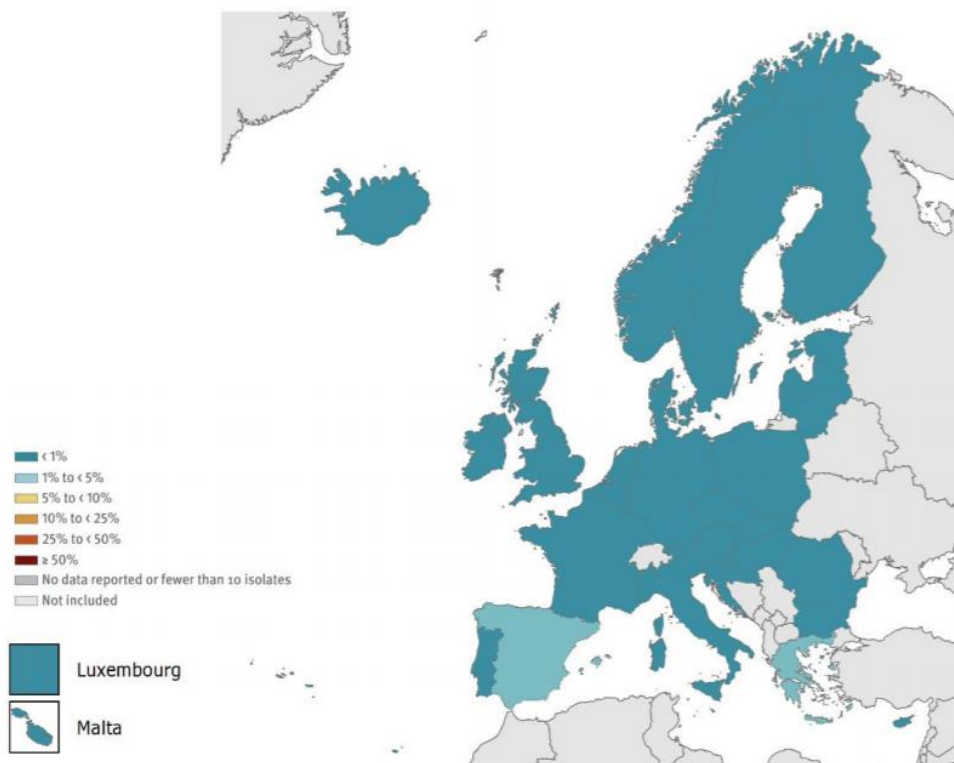 < 1%
1% to < 5%
5% to < 10%
10% to < 25%
25% to < 50%
≥ 50%
No data reported or fewer than 10 isolates
Not included
Luxembourg
Malta